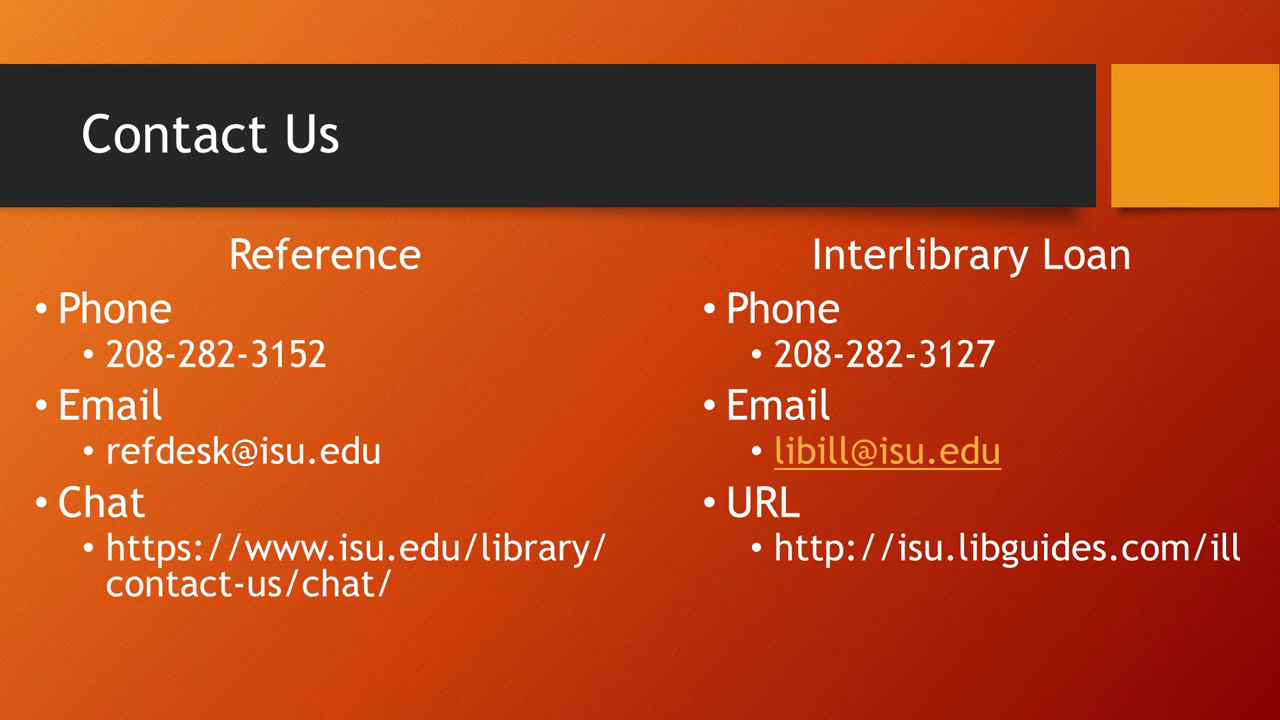 Contact Us
Reference
• Phone
• 208-282-3152
• Email
• refdesk@isu.edu
• Chat
• https://www.isu.edu/library/
contact-us/chat/
Interlibrary Loan
• Phone
• 208-282-3127
• Email
• libill@isu.edu
• URL
• http://isu.libguides.com/ill